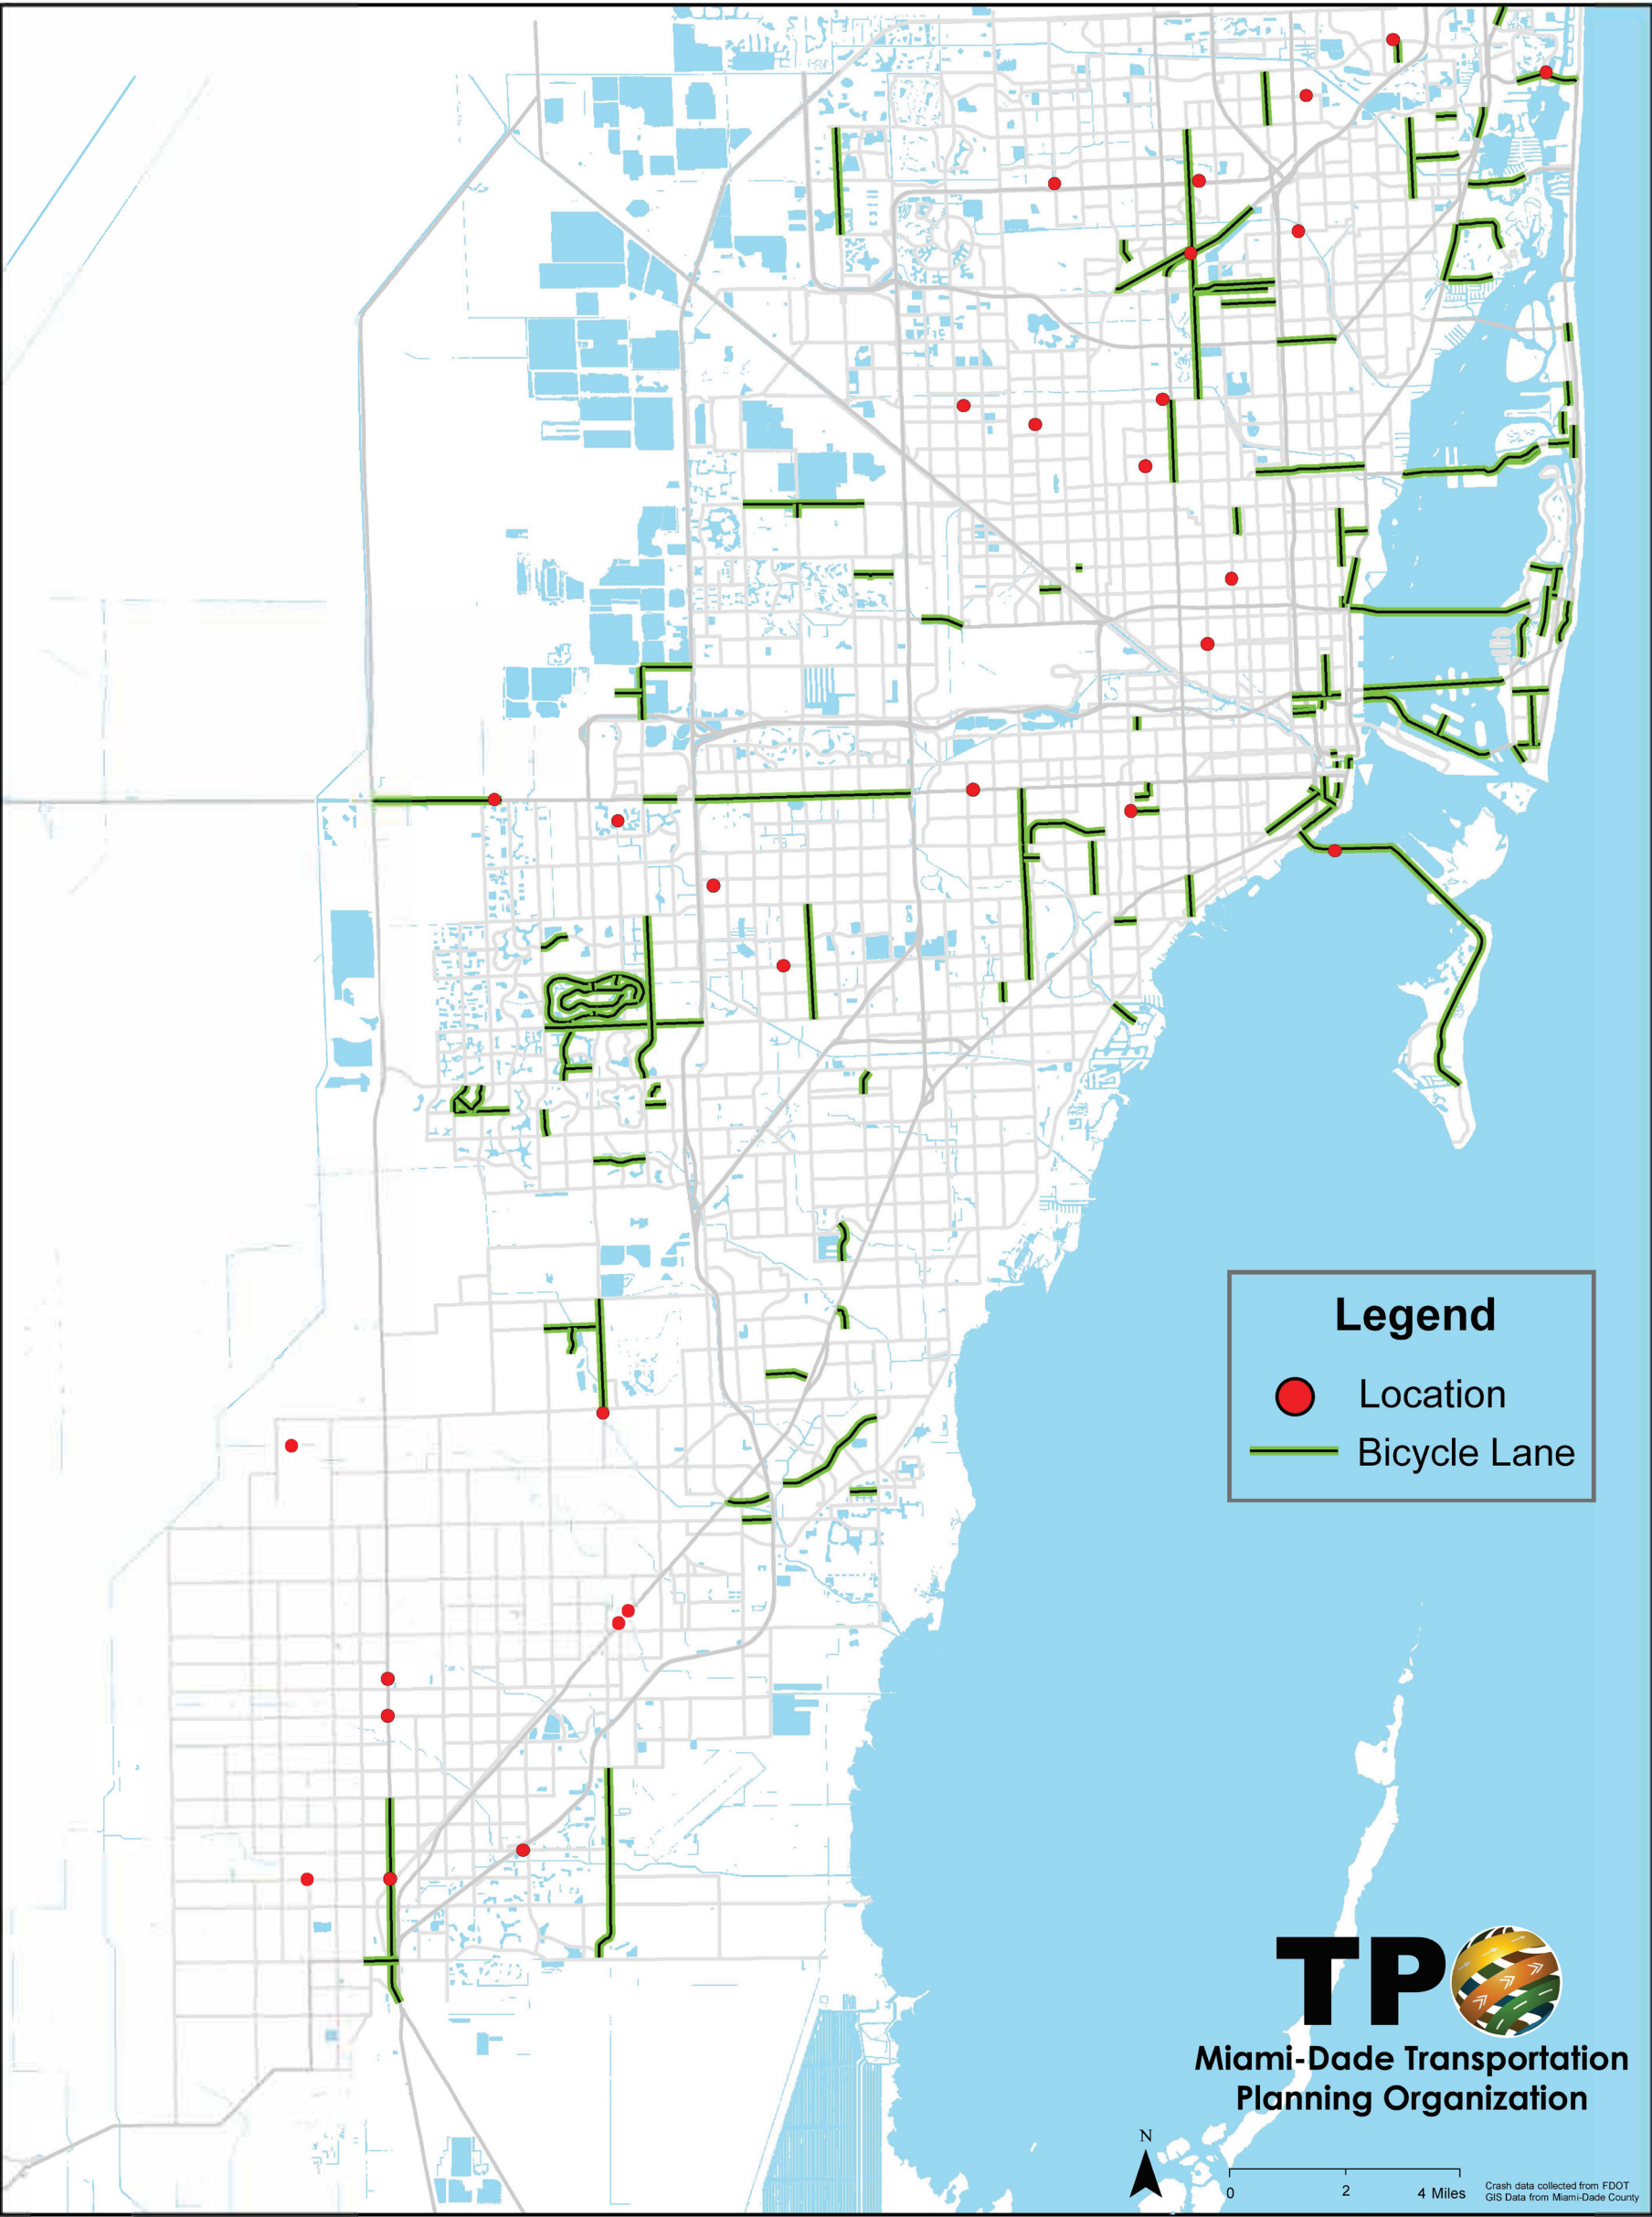 Legend
Location
Bicycle Lane
TPO
Miami-Dade Transportation
Planning Organization
N
0 2 4 Miles
Crash data collected from FDOT
GIS Data from Miami-Dade County